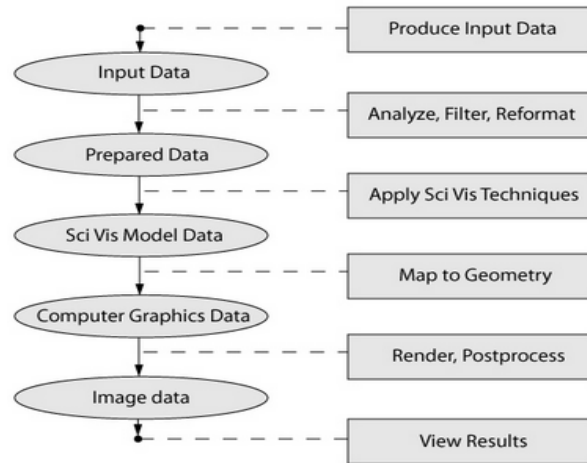 Produce Input Data
Input Data
Analyze, Filter, Reformat
Prepared Data
Apply Sci Vis Techniques
Sci Vis Model Data
Map to Geometry
Computer Graphics Data
Render, Postprocess
Image data
View Results